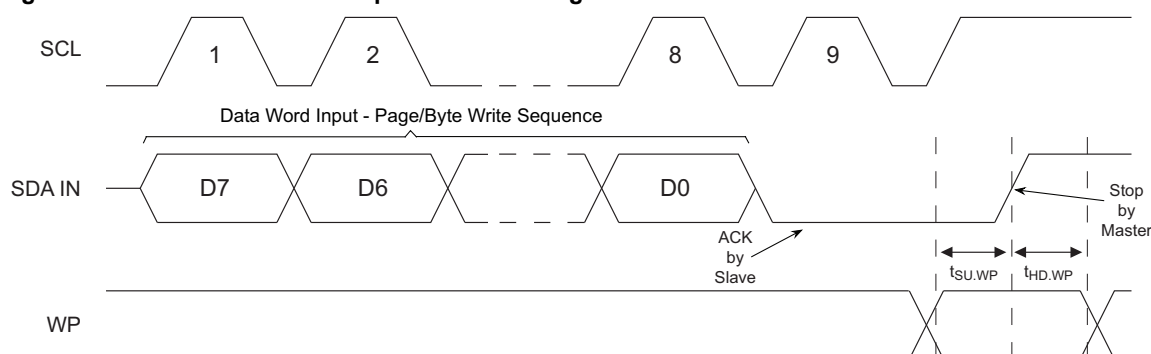 SCL
1
2
8
9
Data Word Input - Page/Byte Write Sequence
SDA IN
D7
D6
D0
ACK
by
Slave
Stop
by
Master
tSU.WP
tHD.WP
WP